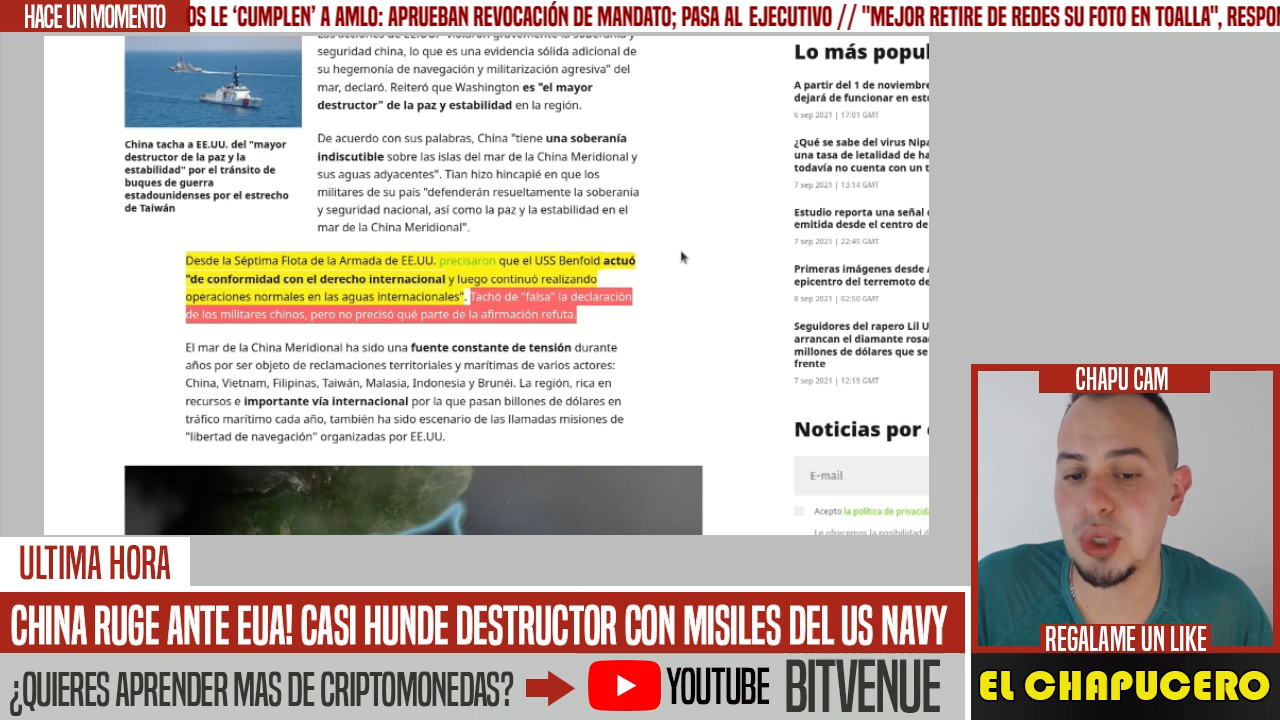 HACE UN MOMENTO
OS LE ‘CUMPLEN’ A AMLO: APRUEBAN REVOCACIÓN DE MANDATO; PASA AL EJECUTIVO // "MEJOR RETIRE DE REDES SU FOTO EN TOALLA", RESPO
seguridad china, lo que es una evidencia sólida adicional de
su hegemonía de navegación y militarización agresiva" del
mar, declaró. Reiteró que Washington es "el mayor
destructor" de la paz y estabilidad en la región.
China tacha a EE.UU. del "mayor
destructor de la paz y la
estabilidad" por el tránsito de
buques de guerra
estadounidenses por el estrecho
de Taiwán
De acuerdo con sus palabras, China "tiene una soberanía
indiscutible sobre las islas del mar de la China Meridional y
sus aguas adyacentes". Tian hizo hincapié en que los
militares de su país "defenderán resueltamente la soberanía
y seguridad nacional, así como la paz y la estabilidad en el
mar de la China Meridional".
Desde la Séptima Flota de la Armada de EE.UU. precisaron que el USS Benfold actuó
"de conformidad con el derecho internacional y luego continuó realizando
operaciones normales en las aguas internacionales". Tachó de "falsa" la declaración
de los militares chinos, pero no precisó qué parte de la afirmación refuta.
El mar de la China Meridional ha sido una fuente constante de tensión durante
años por ser objeto de reclamaciones territoriales y marítimas de varios actores:
China, Vietnam, Filipinas, Taiwán, Malasia, Indonesia y Brunéi. La región, rica en
recursos e importante vía internacional por la que pasan billones de dólares en
tráfico marítimo cada año, también ha sido escenario de las llamadas misiones de
"libertad de navegación" organizadas por EE.UU.
Lo más popul
A partir del 1 de noviembre
dejará de funcionar en est
6 sep 2021 | 17:01 GMT
¿Qué se sabe del virus Nipa
una tasa de letalidad de ha
todavía no cuenta con un t
7 sep 2021 | 13:14 GMT
Estudio reporta una señal
emitida desde el centro de
7 sep 2021 | 22:45 GMT
Primeras imágenes desde
epicentro del terremoto de
8 sep 2021 | 02:50 GMT
Seguidores del rapero Lil U
arrancan el diamante rosa
millones de dólares que se
frente
7 sep 2021 | 12:15 GMT
Noticias por
E-mail
Acepto la política de privacida
Le ofrecemos la posibilidad d
CHAPU CAM
REGALAME UN LIKE
EL CHAPUCERO
ULTIMA HORA
CHINA RUGE ANTE EUA! CASI HUNDE DESTRUCTOR CON MISILES DEL US NAVY
¿QUIERES APRENDER MAS DE CRIPTOMONEDAS?
YOUTUBE
BITVENUE